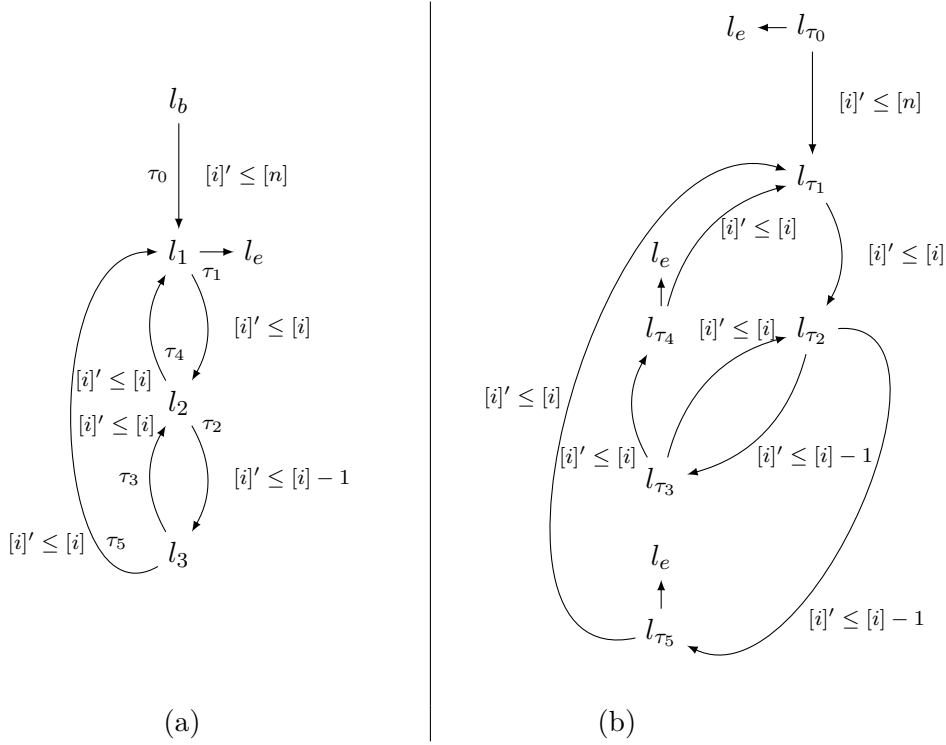 l_b
τ_0 [i]' ≤ [n]
l_1 l_e
τ_1
[i]' ≤ [i]
τ_4
[i]' ≤ [i]
l_2
[i]' ≤ [i] τ_2
τ_3 [i]' ≤ [i] − 1
[i]' ≤ [i] τ_5 l_3
(a)
l_e l_{τ_0}
[i]' ≤ [n]
l_{τ_1}
[i]' ≤ [i]
l_e [i]' ≤ [i]
l_{τ_4} [i]' ≤ [i] l_{τ_2}
[i]' ≤ [i]
[i]' ≤ [i] [i]' ≤ [i] − 1
l_{τ_3}
l_e
[i]' ≤ [i] − 1
l_{τ_5}
(b)